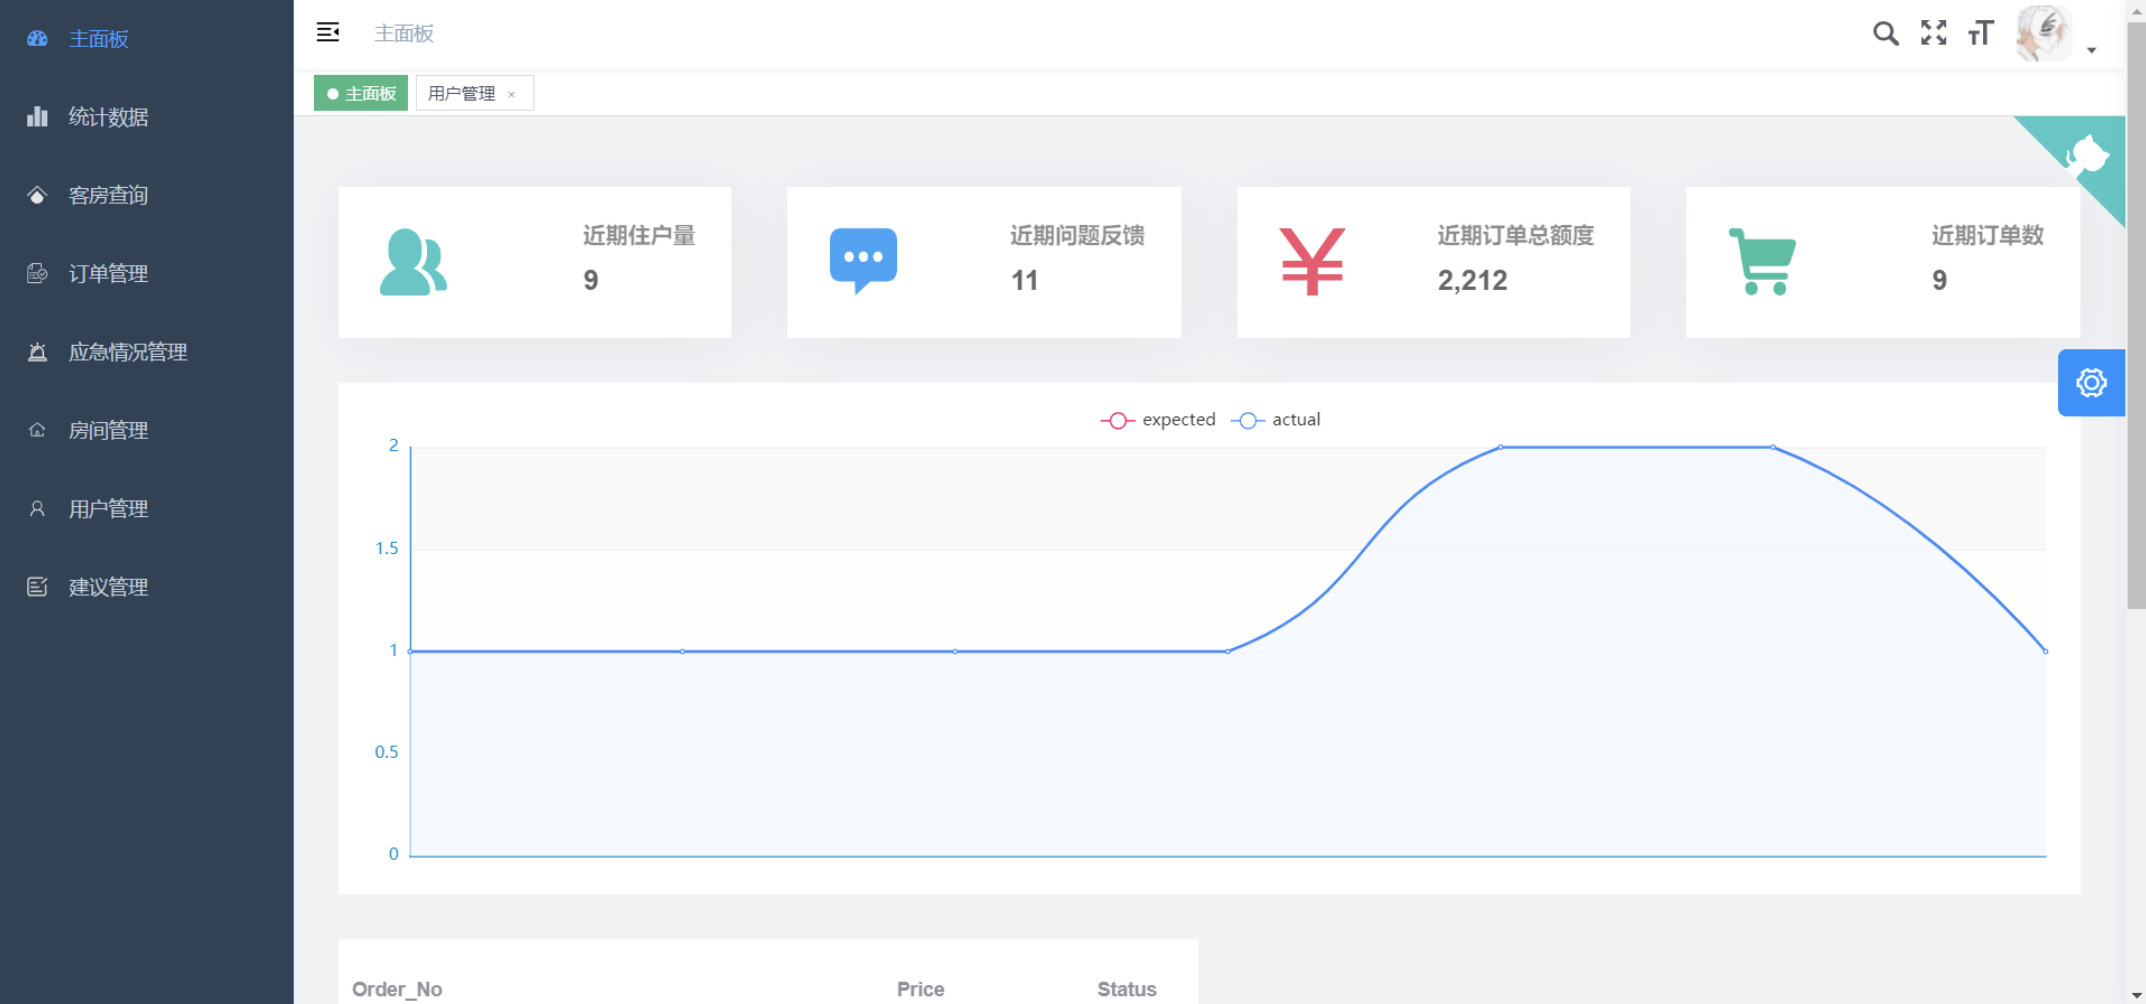 主面板
统计数据
客房查询
订单管理
应急情况管理
房间管理
用户管理
建议管理
主面板
主面板
用户管理 ×
近期住户量
9
近期问题反馈
11
近期订单总额度
2,212
近期订单数
9
expected
actual
2
1.5
1
0.5
0
Order_No Price Status